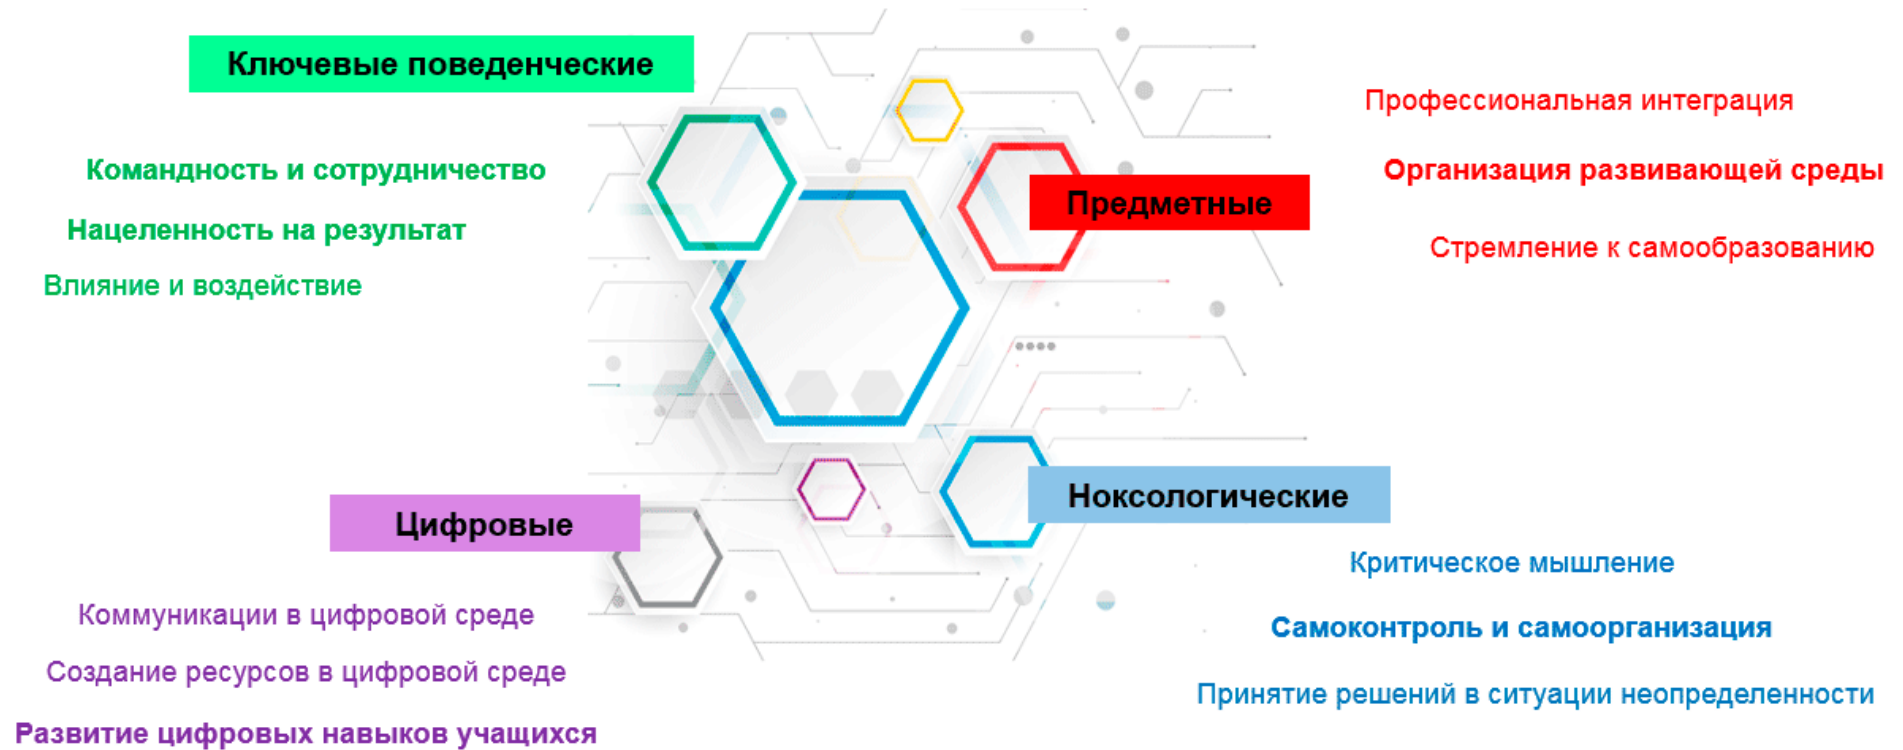 Ключевые поведенческие
Командность и сотрудничество
Нацеленность на результат
Влияние и воздействие
Профессиональная интеграция
Предметные
Организация развивающей среды
Стремление к самообразованию
Цифровые
Коммуникации в цифровой среде
Создание ресурсов в цифровой среде
Развитие цифровых навыков учащихся
Ноксологические
Критическое мышление
Самоконтроль и самоорганизация
Принятие решений в ситуации неопределенности